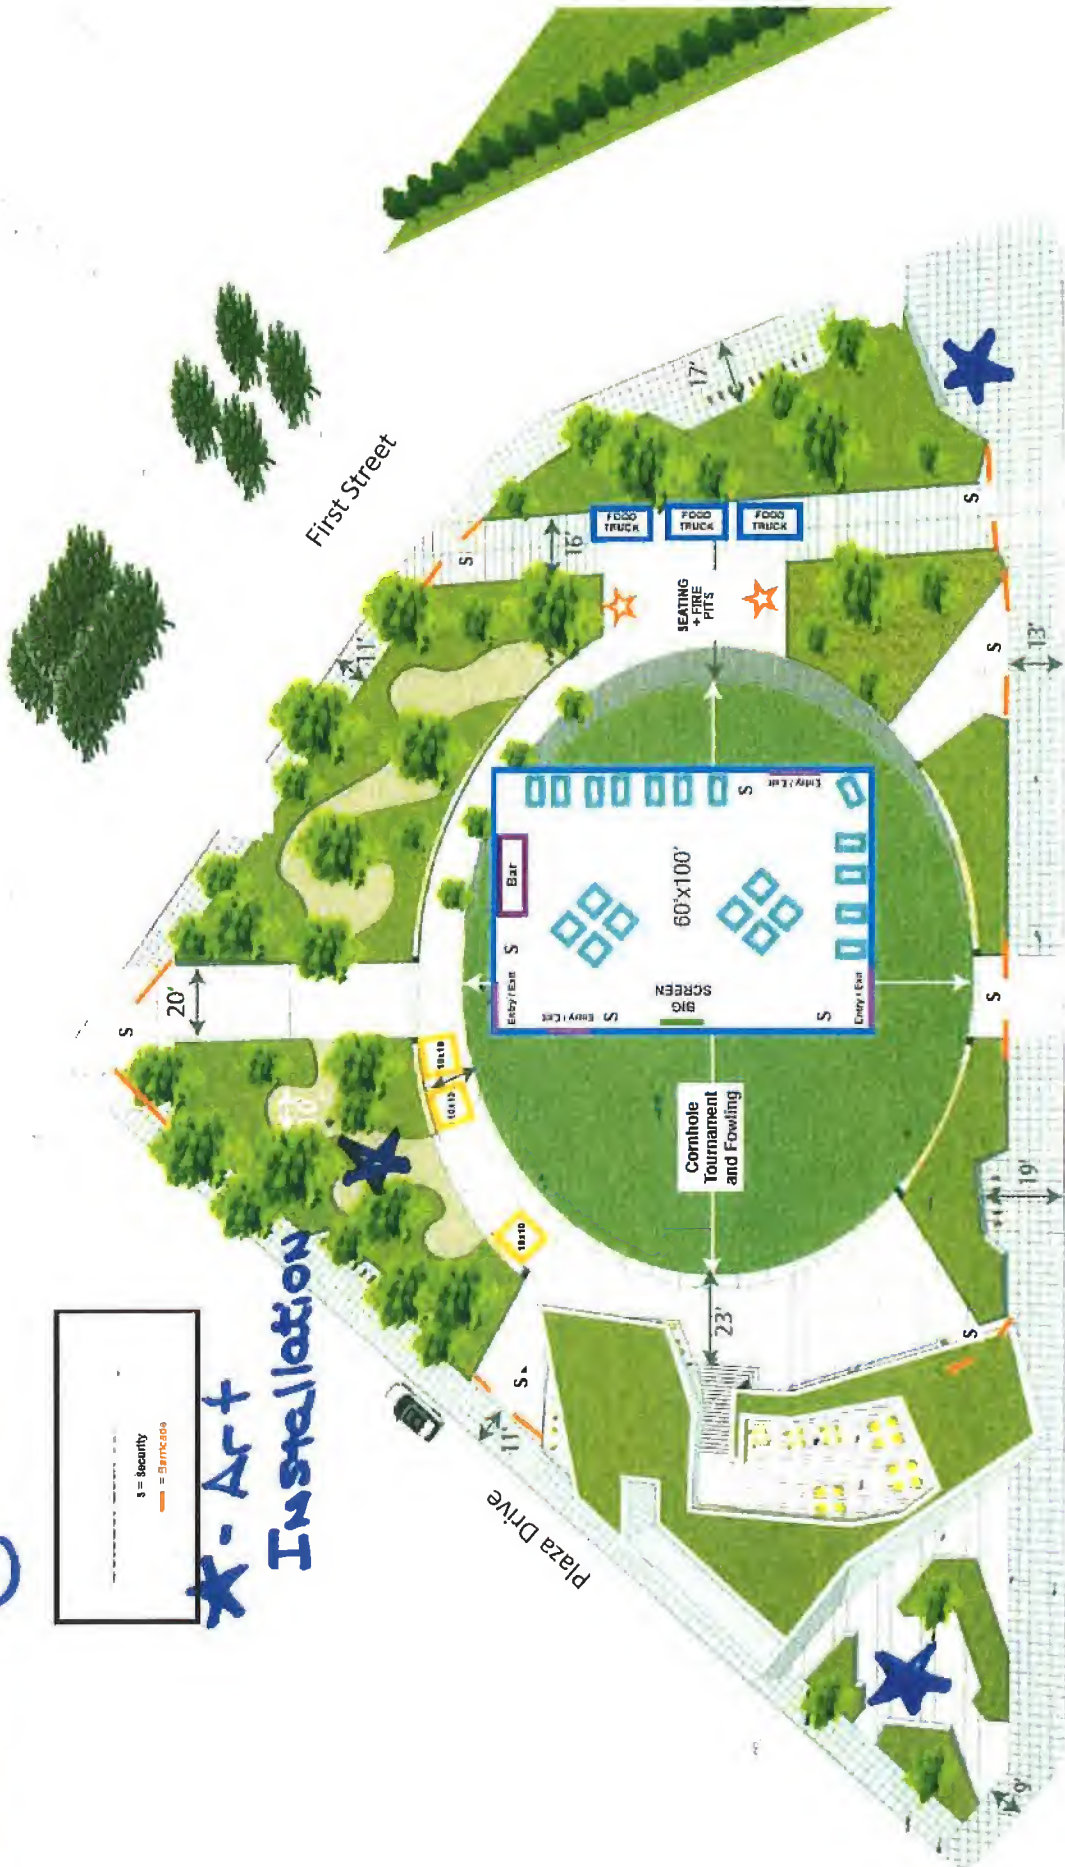 S = Security
= Barricade
- Art
Installation
First Street
Plaza Drive
17'
16'
11'
20'
FOOD
TRUCK
FOOD
TRUCK
FOOD
TRUCK
SEATING
+ FIRE
PITS
S
S
S
S
S
S
S
13'
Bar
60'x100'
BIG
SCREEN
Entry / Exit
Entry / Exit
Entry / Exit
Entry / Exit
S
S
S
S
10x10
10x10
10x10
10'
Cornhole
Tournament
and Fowling
23'
11'
19'
9'